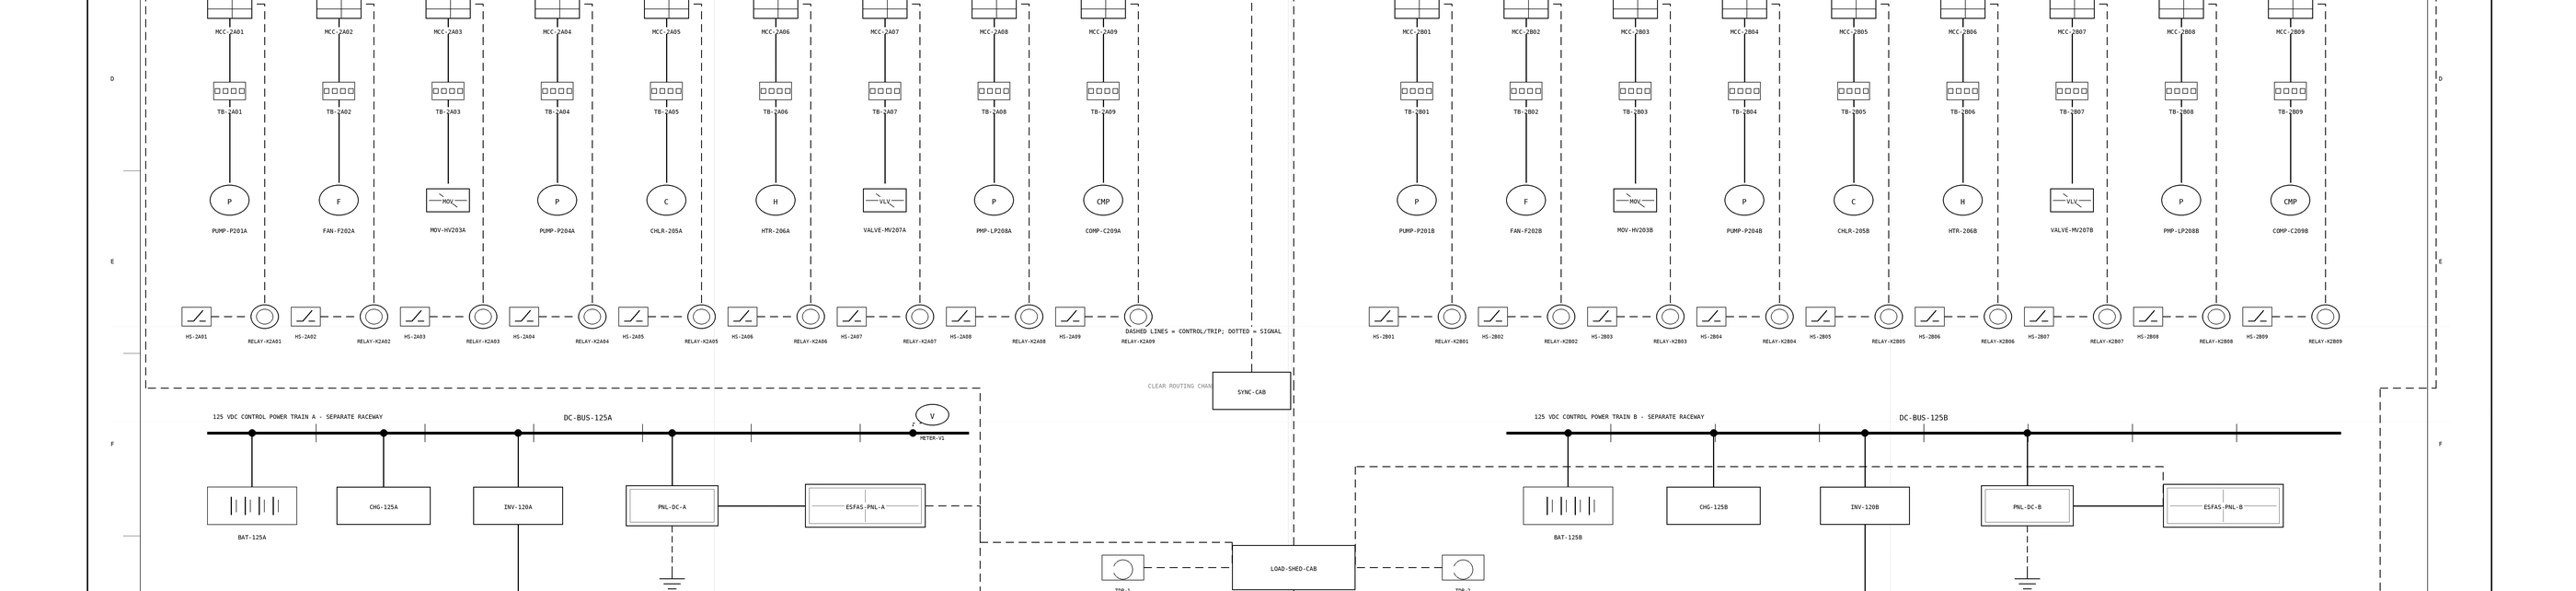 MCC-2A01 MCC-2A02 MCC-2A03 MCC-2A04 MCC-2A05 MCC-2A06 MCC-2A07 MCC-2A08 MCC-2A09 MCC-2B01 MCC-2B02 MCC-2B03 MCC-2B04 MCC-2B05 MCC-2B06 MCC-2B07 MCC-2B08 MCC-2B09
D D
TB-2A01 TB-2A02 TB-2A03 TB-2A04 TB-2A05 TB-2A06 TB-2A07 TB-2A08 TB-2A09 TB-2B01 TB-2B02 TB-2B03 TB-2B04 TB-2B05 TB-2B06 TB-2B07 TB-2B08 TB-2B09
P F MOV P C H VLV P CMP P F MOV P C H VLV P CMP
PUMP-P201A FAN-F202A MOV-HV203A PUMP-P204A CHLR-205A HTR-206A VALVE-MV207A PMP-LP208A COMP-C209A PUMP-P201B FAN-F202B MOV-HV203B PUMP-P204B CHLR-205B HTR-206B VALVE-MV207B PMP-LP208B COMP-C209B
E E
DASHED LINES = CONTROL/TRIP; DOTTED = SIGNAL
HS-2A01 HS-2A02 HS-2A03 HS-2A04 HS-2A05 HS-2A06 HS-2A07 HS-2A08 HS-2A09 HS-2B01 HS-2B02 HS-2B03 HS-2B04 HS-2B05 HS-2B06 HS-2B07 HS-2B08 HS-2B09
RELAY-K2A01 RELAY-K2A02 RELAY-K2A03 RELAY-K2A04 RELAY-K2A05 RELAY-K2A06 RELAY-K2A07 RELAY-K2A08 RELAY-K2A09 RELAY-K2B01 RELAY-K2B02 RELAY-K2B03 RELAY-K2B04 RELAY-K2B05 RELAY-K2B06 RELAY-K2B07 RELAY-K2B08 RELAY-K2B09
CLEAR ROUTING CHAN
SYNC-CAB
125 VDC CONTROL POWER TRAIN A - SEPARATE RACEWAY DC-BUS-125A V 125 VDC CONTROL POWER TRAIN B - SEPARATE RACEWAY DC-BUS-125B
METER-V1
F F
CHG-125A INV-120A PNL-DC-A ESFAS-PNL-A CHG-125B INV-120B PNL-DC-B ESFAS-PNL-B
BAT-125A BAT-125B
LOAD-SHED-CAB